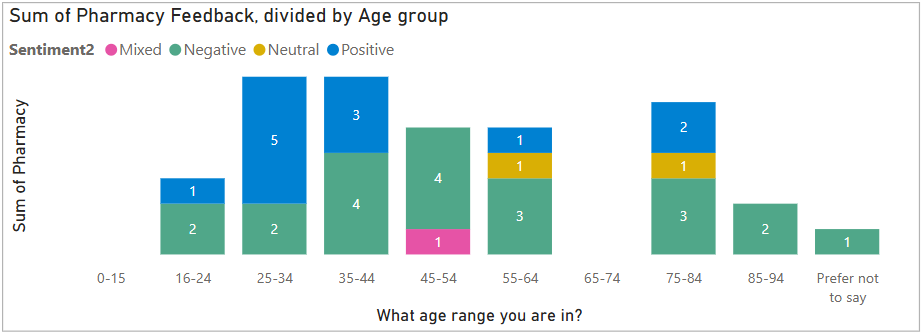 Sum of Pharmacy Feedback, divided by Age group
Sentiment2 Mixed Negative Neutral Positive
Sum of Pharmacy
1
2
5
2
3
4
4
1
1
1
3
2
1
3
2
1
0-15 16-24 25-34 35-44 45-54 55-64 65-74 75-84 85-94 Prefer not
to say
What age range you are in?